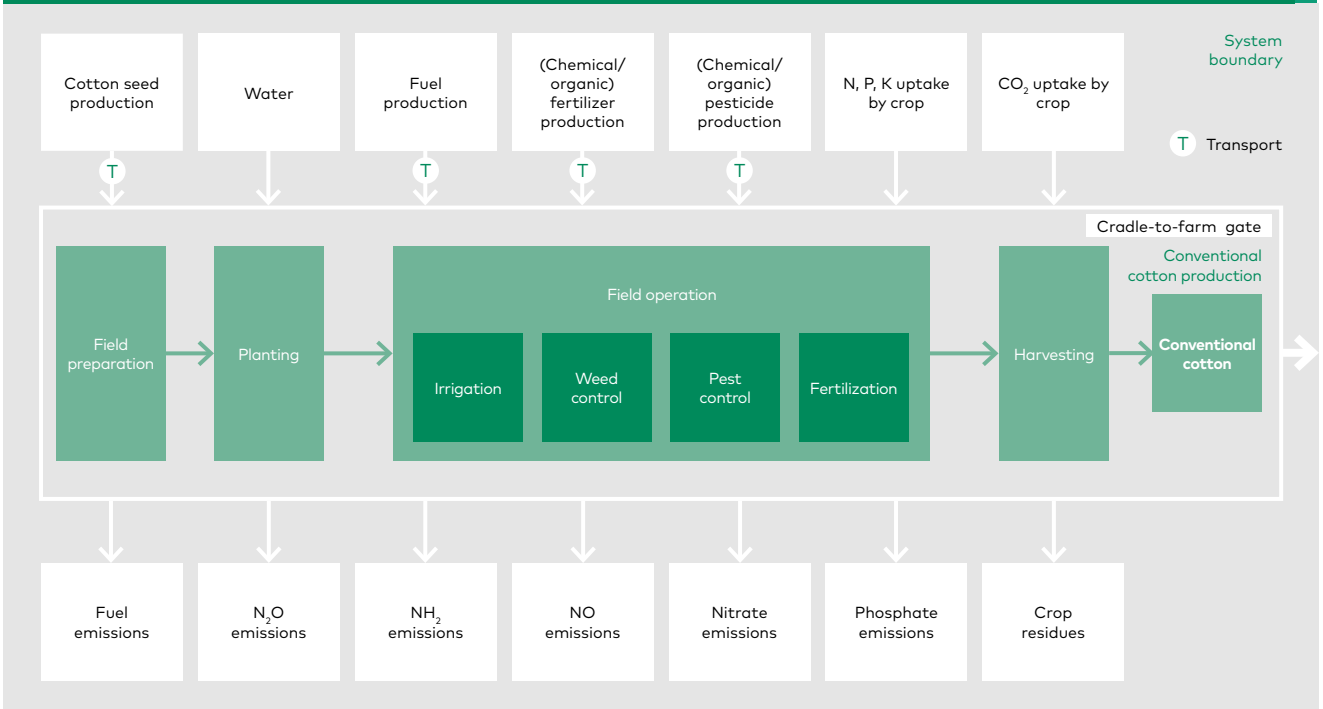 Cotton seed
production
Water
Fuel
production
(Chemical/
organic)
fertilizer
production
(Chemical/
organic)
pesticide
production
N, P, K uptake
by crop
CO₂ uptake by
crop
System
boundary
T Transport
T
T
T
T
Cradle-to-farm gate
Conventional
cotton production
Field
preparation
Planting
Field operation
Irrigation
Weed
control
Pest
control
Fertilization
Harvesting
Conventional
cotton
Fuel
emissions
N₂O
emissions
NH₂
emissions
NO
emissions
Nitrate
emissions
Phosphate
emissions
Crop
residues